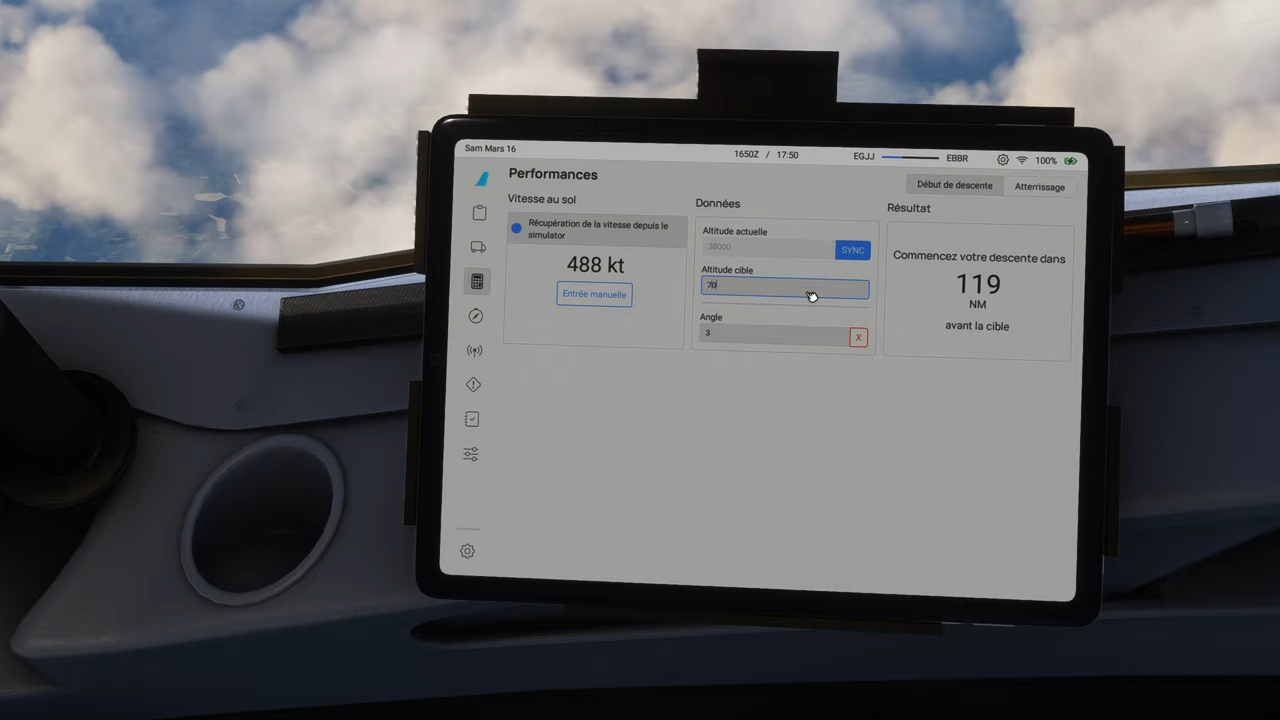 Sam Mars 16
1650Z / 17:50
EGJJ
EBBR
100%
Performances
Début de descente
Atterrissage
Vitesse au sol
Récupération de la vitesse depuis le
simulator
488 kt
Entrée manuelle
Données
Altitude actuelle
38000
SYNC
Altitude cible
70
Angle
3
X
Résultat
Commencez votre descente dans
119
NM
avant la cible